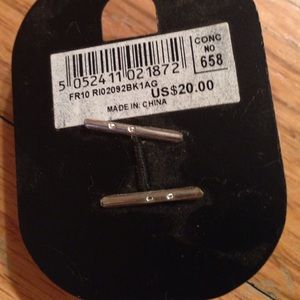 5 052411 021872
FR10 RI02092BK1AG
US$20.00
MADE IN: CHINA
CONC
NO
658